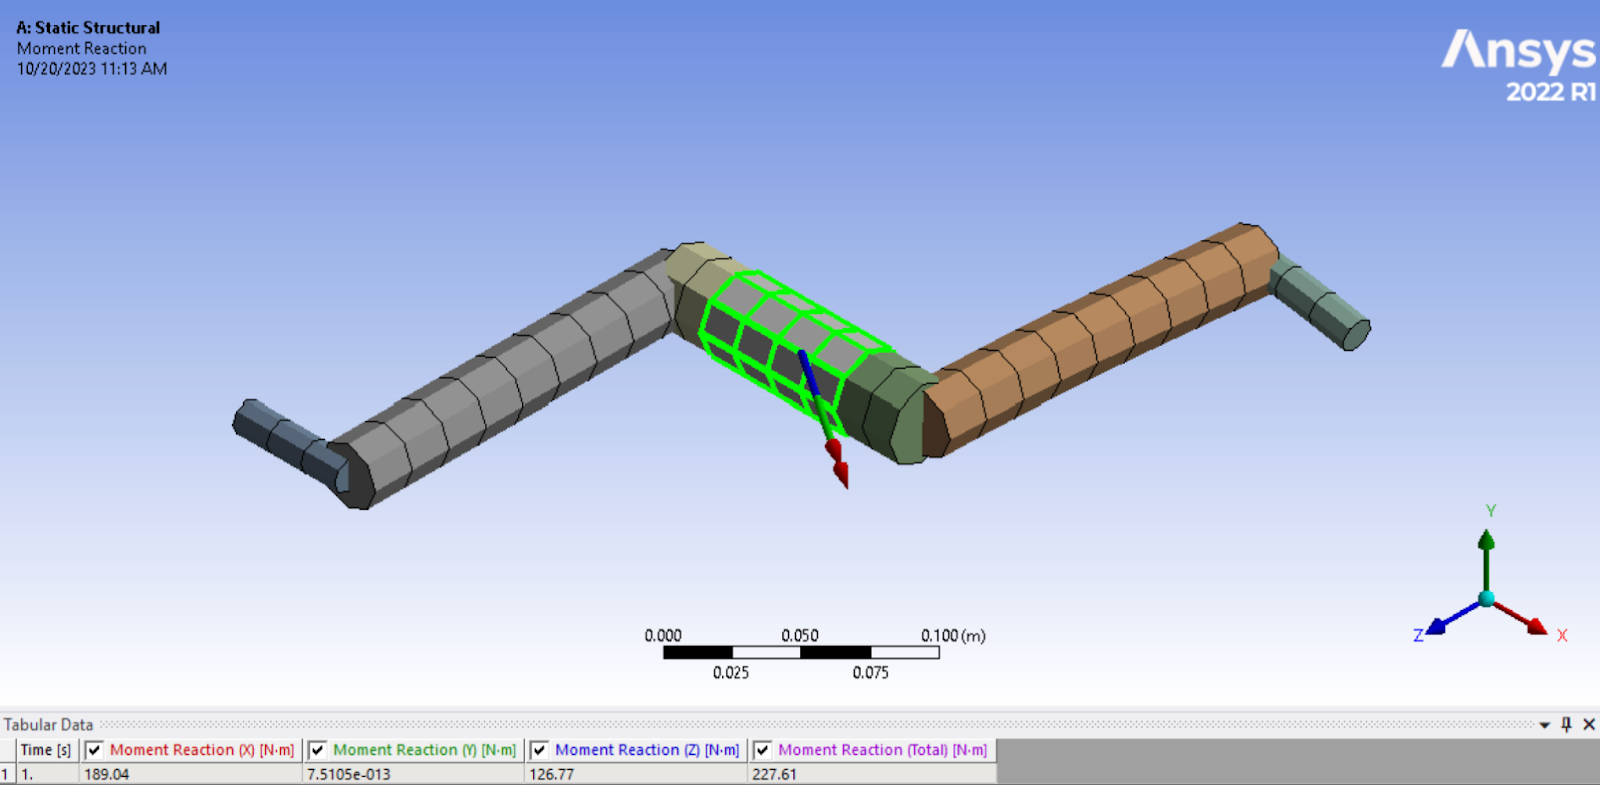 A: Static Structural
Moment Reaction
10/20/2023 11:13 AM
Ansys
2022 R1
0.000 0.050 0.100 (m)
0.025 0.075
Y
Z X
Tabular Data
Time [s] Moment Reaction (X) [N·m] Moment Reaction (Y) [N·m] Moment Reaction (Z) [N·m] Moment Reaction (Total) [N·m]
1 1. 189.04 7.5105e-013 126.77 227.61